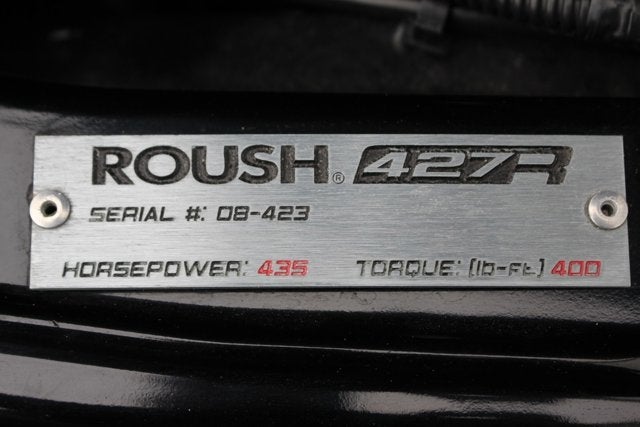 ROUSH® 427R
SERIAL #: 08-423
HORSEPOWER: 435 TORQUE: (lb-ft) 400